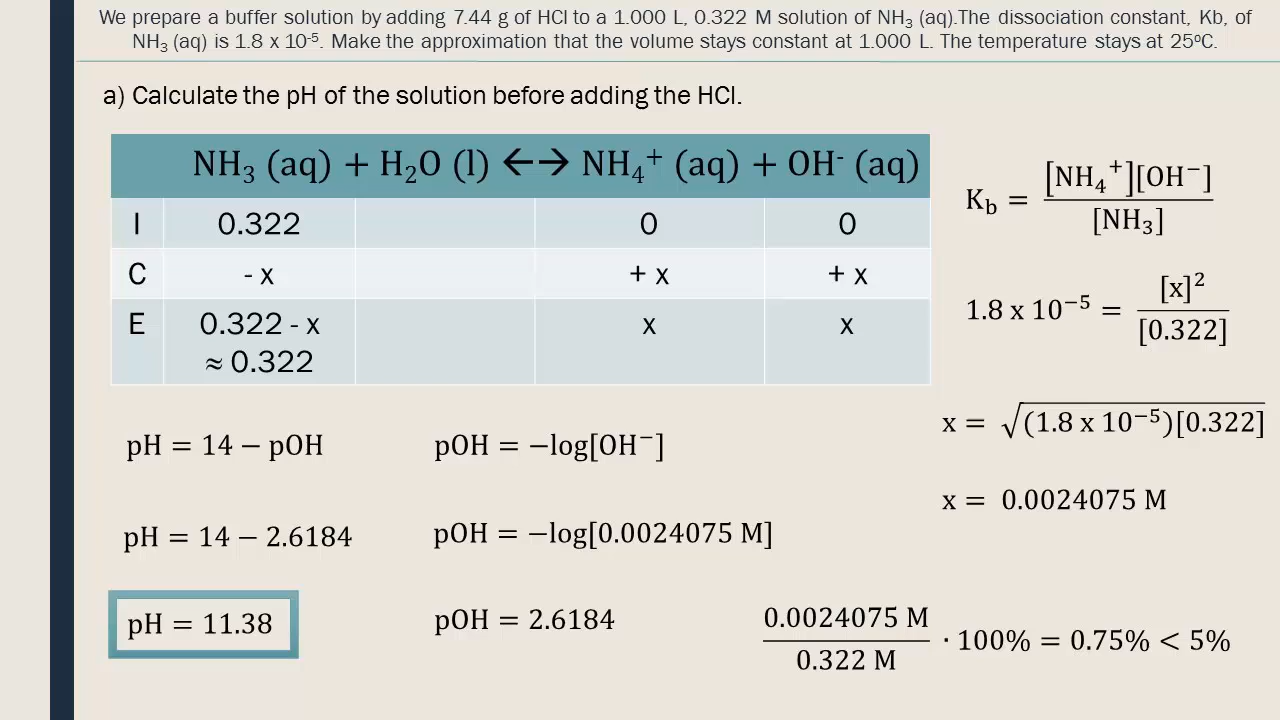 We prepare a buffer solution by adding 7.44 g of HCl to a 1.000 L, 0.322 M solution of NH₃ (aq).The dissociation constant, Kb, of
NH₃ (aq) is 1.8 x 10⁻⁵. Make the approximation that the volume stays constant at 1.000 L. The temperature stays at 25ºC.
a) Calculate the pH of the solution before adding the HCl.
NH₃ (aq) + H₂O (l) ←→ NH₄⁺ (aq) + OH⁻ (aq)
I 0.322 0 0
C - x + x + x
E 0.322 - x x x
≈ 0.322
K_b = [NH₄⁺][OH⁻] / [NH₃]
1.8 x 10⁻⁵ = [x]² / [0.322]
x = √(1.8 x 10⁻⁵)[0.322]
x = 0.0024075 M
pH = 14 − pOH pOH = −log[OH⁻]
pH = 14 − 2.6184 pOH = −log[0.0024075 M]
pH = 11.38 pOH = 2.6184
0.0024075 M / 0.322 M · 100% = 0.75% < 5%